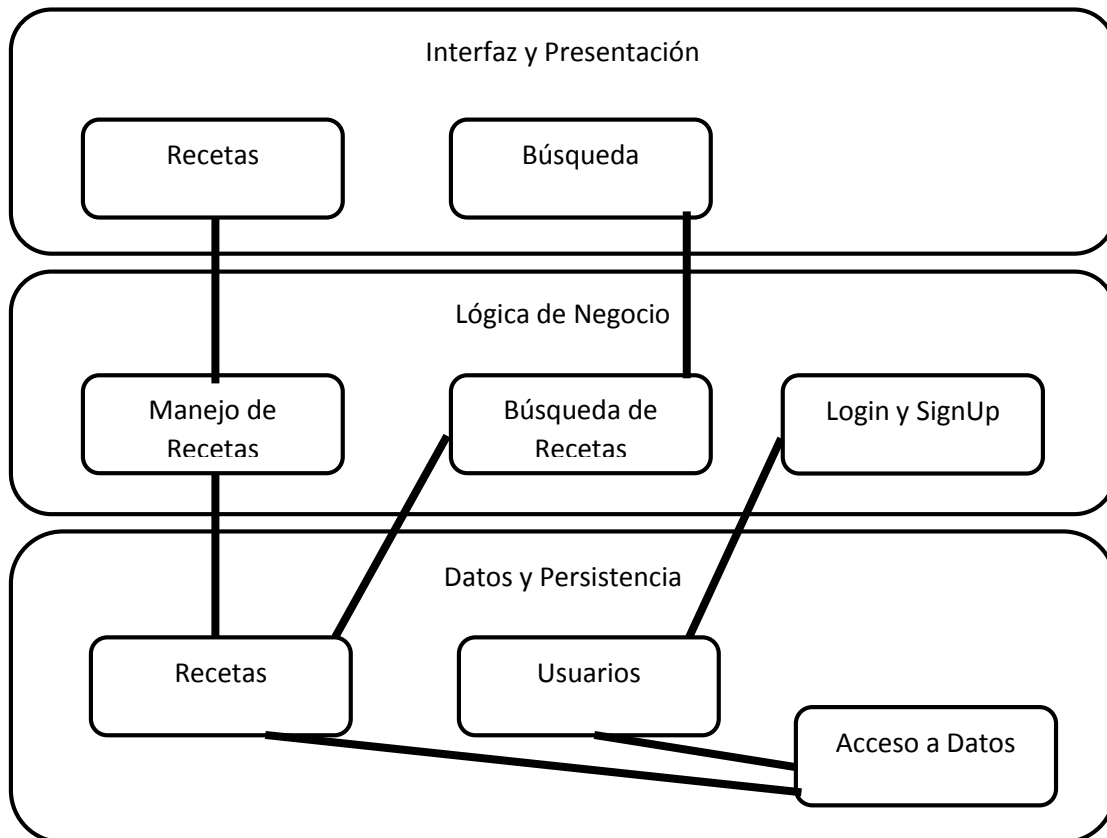 Interfaz y Presentación
Recetas
Búsqueda
Lógica de Negocio
Manejo de
Recetas
Búsqueda de
Recetas
Login y SignUp
Datos y Persistencia
Recetas
Usuarios
Acceso a Datos